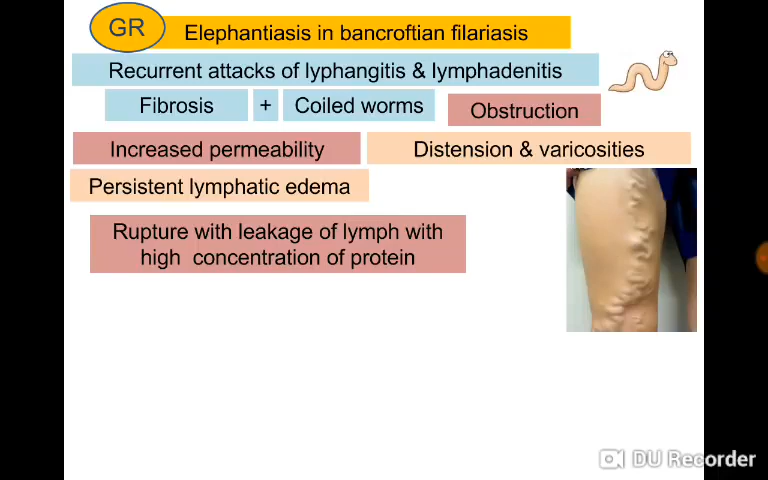 GR
Elephantiasis in bancroftian filariasis
Recurrent attacks of lyphangitis & lymphadenitis
Fibrosis + Coiled worms Obstruction
Increased permeability Distension & varicosities
Persistent lymphatic edema
Rupture with leakage of lymph with
high concentration of protein
DU Recorder